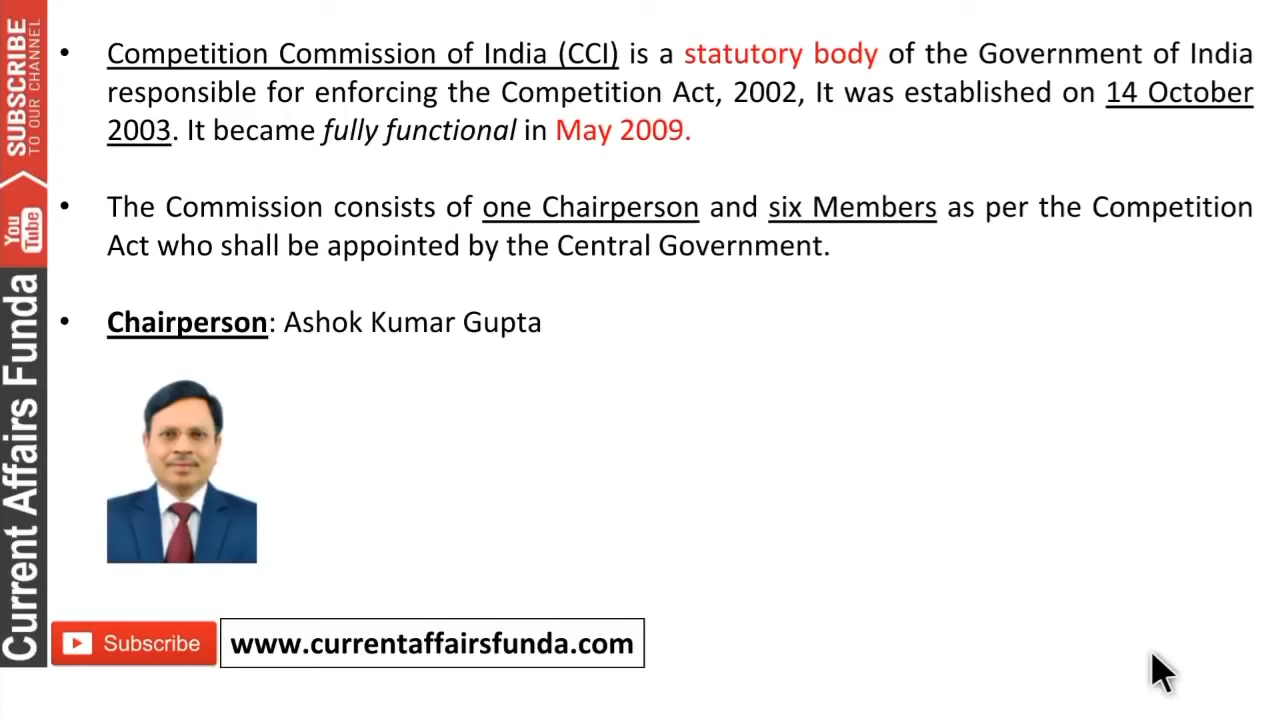 SUBSCRIBE
TO OUR CHANNEL
You
Tube
Current Affairs Funda
• Competition Commission of India (CCI) is a statutory body of the Government of India
responsible for enforcing the Competition Act, 2002, It was established on 14 October
2003. It became fully functional in May 2009.
• The Commission consists of one Chairperson and six Members as per the Competition
Act who shall be appointed by the Central Government.
• Chairperson: Ashok Kumar Gupta
Subscribe
www.currentaffairsfunda.com